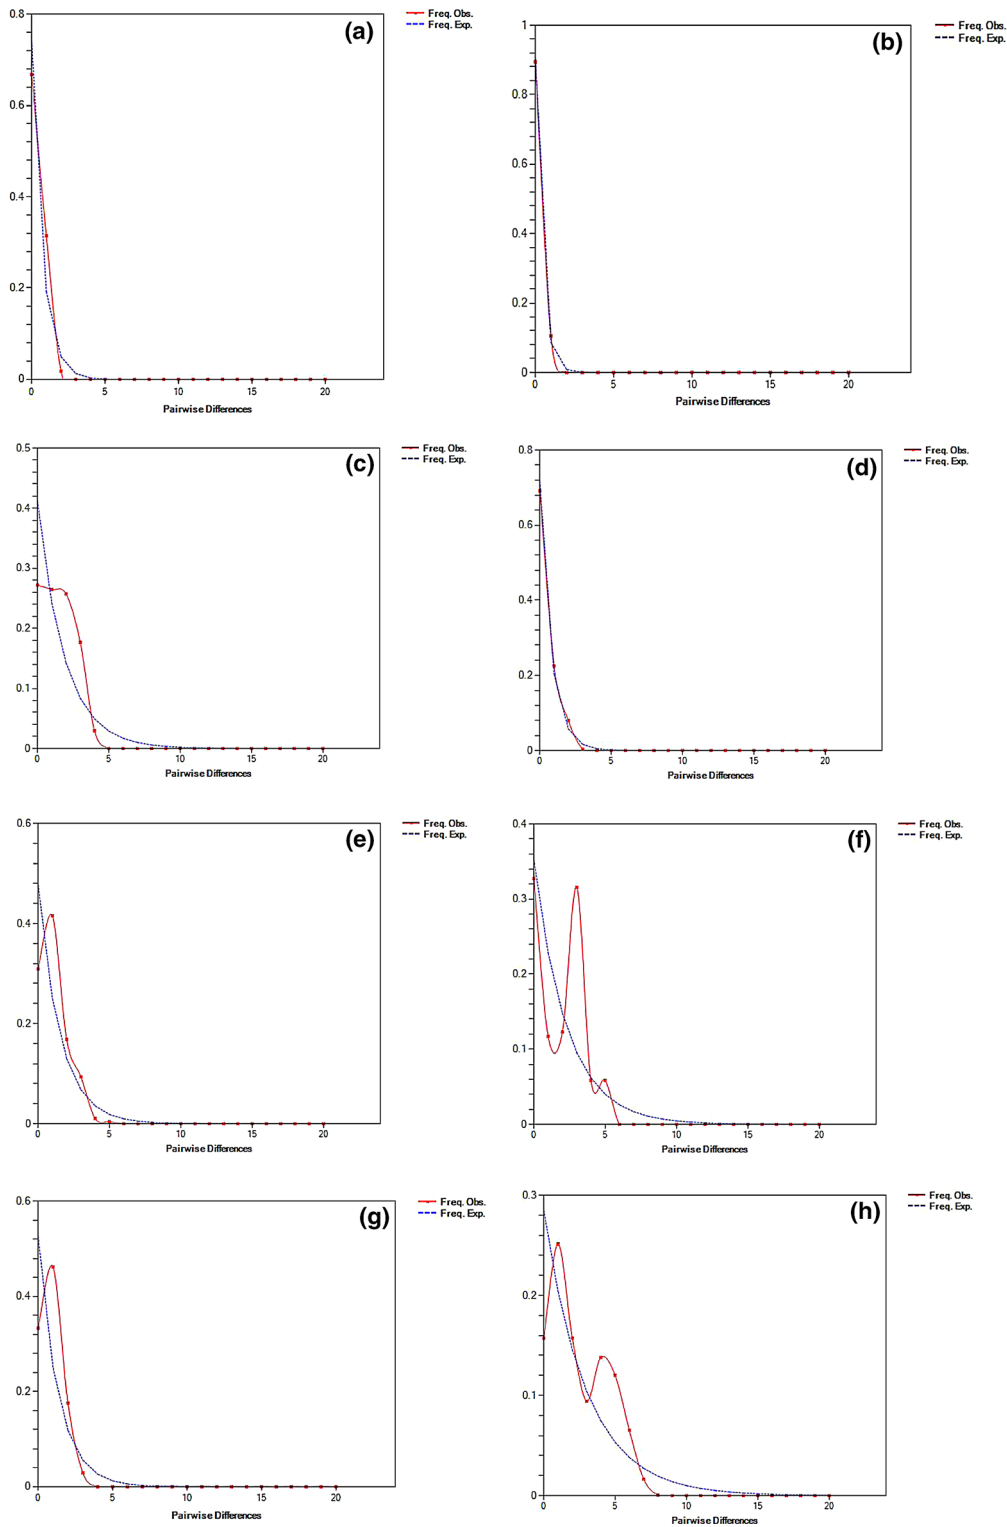 (a)
Freq. Obs.
Freq. Exp.
0.8
0.6
0.4
0.2
0
0 5 10 15 20
Pairwise Differences
(b)
Freq. Obs.
Freq. Exp.
1
0.8
0.6
0.4
0.2
0
0 5 10 15 20
Pairwise Differences
(c)
Freq. Obs.
Freq. Exp.
0.5
0.4
0.3
0.2
0.1
0
0 5 10 15 20
Pairwise Differences
(d)
Freq. Obs.
Freq. Exp.
0.8
0.6
0.4
0.2
0
0 5 10 15 20
Pairwise Differences
(e)
Freq. Obs.
Freq. Exp.
0.6
0.4
0.2
0
0 5 10 15 20
Pairwise Differences
(f)
Freq. Obs.
Freq. Exp.
0.4
0.3
0.2
0.1
0
0 5 10 15 20
Pairwise Differences
(g)
Freq. Obs.
Freq. Exp.
0.6
0.4
0.2
0
0 5 10 15 20
Pairwise Differences
(h)
Freq. Obs.
Freq. Exp.
0.3
0.2
0.1
0
0 5 10 15 20
Pairwise Differences